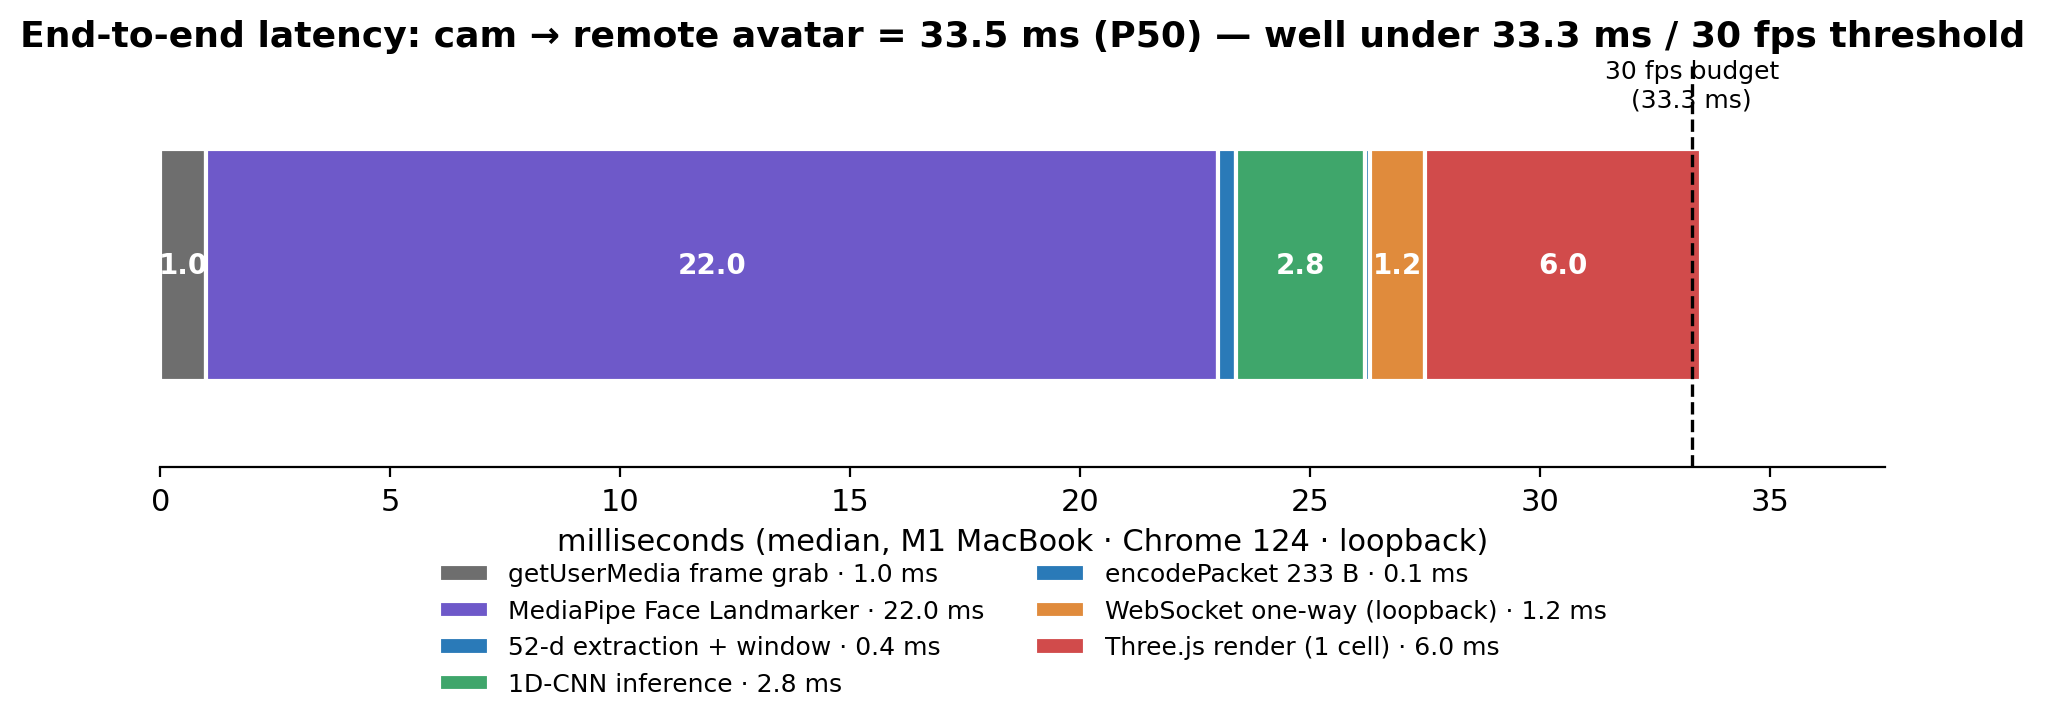 End-to-end latency: cam → remote avatar = 33.5 ms (P50) — well under 33.3 ms / 30 fps threshold
30 fps budget
(33.3 ms)
1.0
22.0
2.8
1.2
6.0
0
5
10
15
20
25
30
35
milliseconds (median, M1 MacBook · Chrome 124 · loopback)
getUserMedia frame grab · 1.0 ms
MediaPipe Face Landmarker · 22.0 ms
52-d extraction + window · 0.4 ms
1D-CNN inference · 2.8 ms
encodePacket 233 B · 0.1 ms
WebSocket one-way (loopback) · 1.2 ms
Three.js render (1 cell) · 6.0 ms